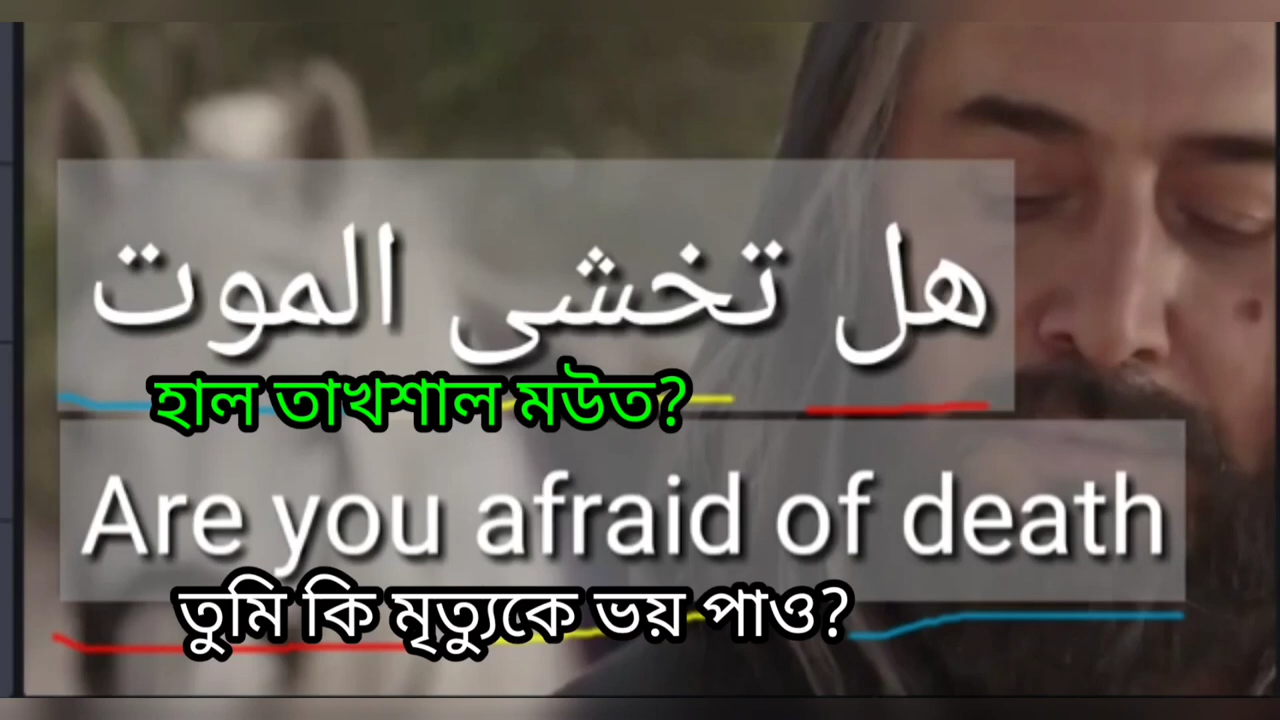 هل تخشى الموت
হাল তাখশাল মউত?
Are you afraid of death
তুমি কি মৃত্যুকে ভয় পাও?